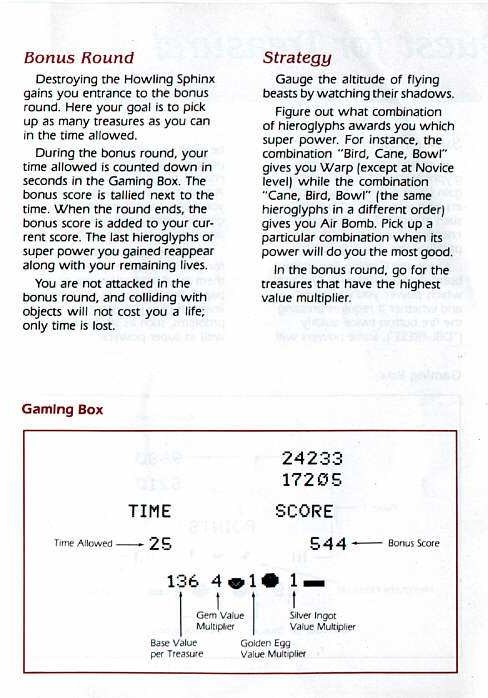 Bonus Round
Destroying the Howling Sphinx
gains you entrance to the bonus
round. Here your goal is to pick
up as many treasures as you can
in the time allowed.
During the bonus round, your
time allowed is counted down in
seconds in the Gaming Box. The
bonus score is tallied next to the
time. When the round ends, the
bonus score is added to your cur-
rent score. The last hieroglyphs or
super power you gained reappear
along with your remaining lives.
You are not attacked in the
bonus round, and colliding with
objects will not cost you a life;
only time is lost.
Strategy
Gauge the altitude of flying
beasts by watching their shadows.
Figure out what combination
of hieroglyphs awards you which
super power. For instance, the
combination "Bird, Cane, Bowl"
gives you Warp (except at Novice
level) while the combination
"Cane, Bird, Bowl" (the same
hieroglyphs in a different order)
gives you Air Bomb. Pick up a
particular combination when its
power will do you the most good.
In the bonus round, go for the
treasures that have the highest
value multiplier.
Gaming Box
24233
17205
TIME SCORE
Time Allowed 25 544 Bonus Score
136 4 1 1
Gem Value
Multiplier
Silver Ingot
Value Multiplier
Base Value
per Treasure
Golden Egg
Value Multiplier